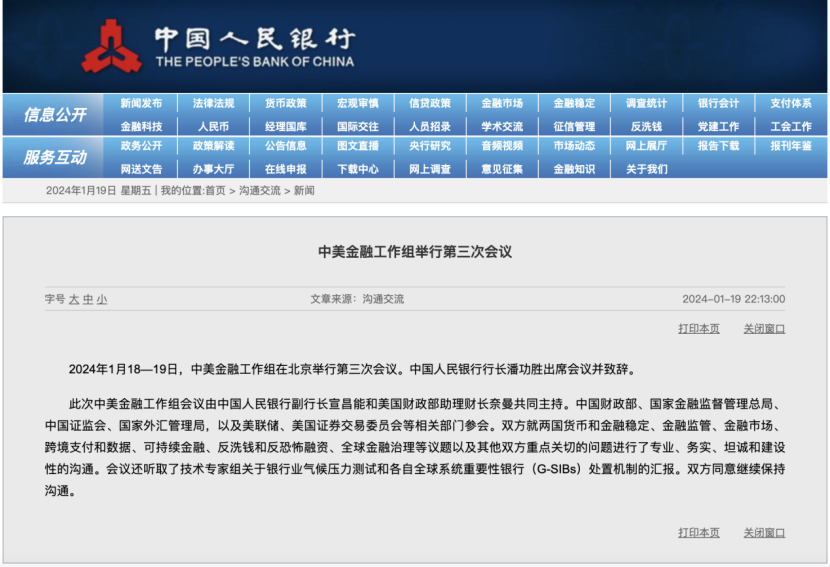 中国人民银行
THE PEOPLE'S BANK OF CHINA
信息公开
新闻发布 法律法规 货币政策 宏观审慎 信贷政策 金融市场 金融稳定 调查统计 银行会计 支付体系
金融科技 人民币 经理国库 国际交往 人员招录 学术交流 征信管理 反洗钱 党建工作 工会工作
服务互动
政务公开 政策解读 公告信息 图文直播 央行研究 音频视频 市场动态 网上展厅 报告下载 报刊年鉴
网送文告 办事大厅 在线申报 下载中心 网上调查 意见征集 金融知识 关于我们
2024年1月19日 星期五 | 我的位置:首页 > 沟通交流 > 新闻
中美金融工作组举行第三次会议
字号 大 中 小 文章来源：沟通交流 2024-01-19 22:13:00
打印本页 关闭窗口
2024年1月18—19日，中美金融工作组在北京举行第三次会议。中国人民银行行长潘功胜出席会议并致辞。
此次中美金融工作组会议由中国人民银行副行长宣昌能和美国财政部助理财长奈曼共同主持。中国财政部、国家金融监督管理总局、
中国证监会、国家外汇管理局，以及美联储、美国证券交易委员会等相关部门参会。双方就两国货币和金融稳定、金融监管、金融市场、
跨境支付和数据、可持续金融、反洗钱和反恐怖融资、全球金融治理等议题以及其他双方重点关切的问题进行了专业、务实、坦诚和建设
性的沟通。会议还听取了技术专家组关于银行业气候压力测试和各自全球系统重要性银行（G-SIBs）处置机制的汇报。双方同意继续保持
沟通。
打印本页 关闭窗口